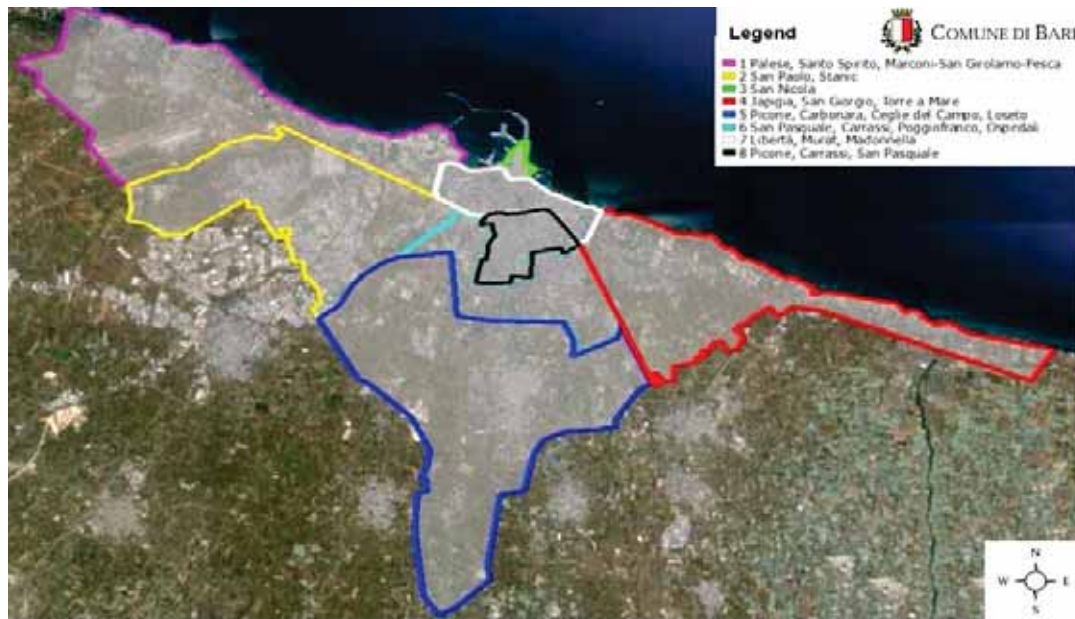 Legend
COMUNE DI BARI
1 Palese, Santo Spirito, Marconi-San Girolamo-Fesca
2 San Paolo, Stanic
3 San Nicola
4 Japigia, San Giorgio, Torre a Mare
5 Picone, Carbonara, Ceglie del Campo, Loseto
6 San Pasquale, Carrassi, Poggiofranco, Ospedali
7 Libertà, Murat, Madonnella
8 Picone, Carrassi, San Pasquale
N
W E
S